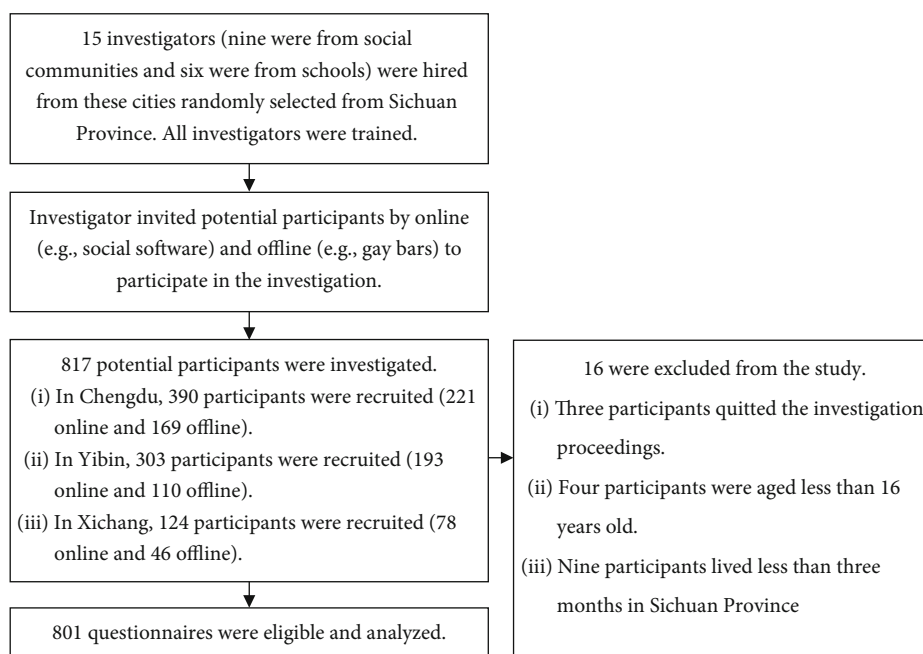 15 investigators (nine were from social
communities and six were from schools) were hired
from these cities randomly selected from Sichuan
Province. All investigators were trained.
Investigator invited potential participants by online
(e.g., social software) and offline (e.g., gay bars) to
participate in the investigation.
817 potential participants were investigated.
(i) In Chengdu, 390 participants were recruited (221
online and 169 offline).
(ii) In Yibin, 303 participants were recruited (193
online and 110 offline).
(iii) In Xichang, 124 participants were recruited (78
online and 46 offline).
16 were excluded from the study.
(i) Three participants quitted the investigation
proceedings.
(ii) Four participants were aged less than 16
years old.
(iii) Nine participants lived less than three
months in Sichuan Province
801 questionnaires were eligible and analyzed.